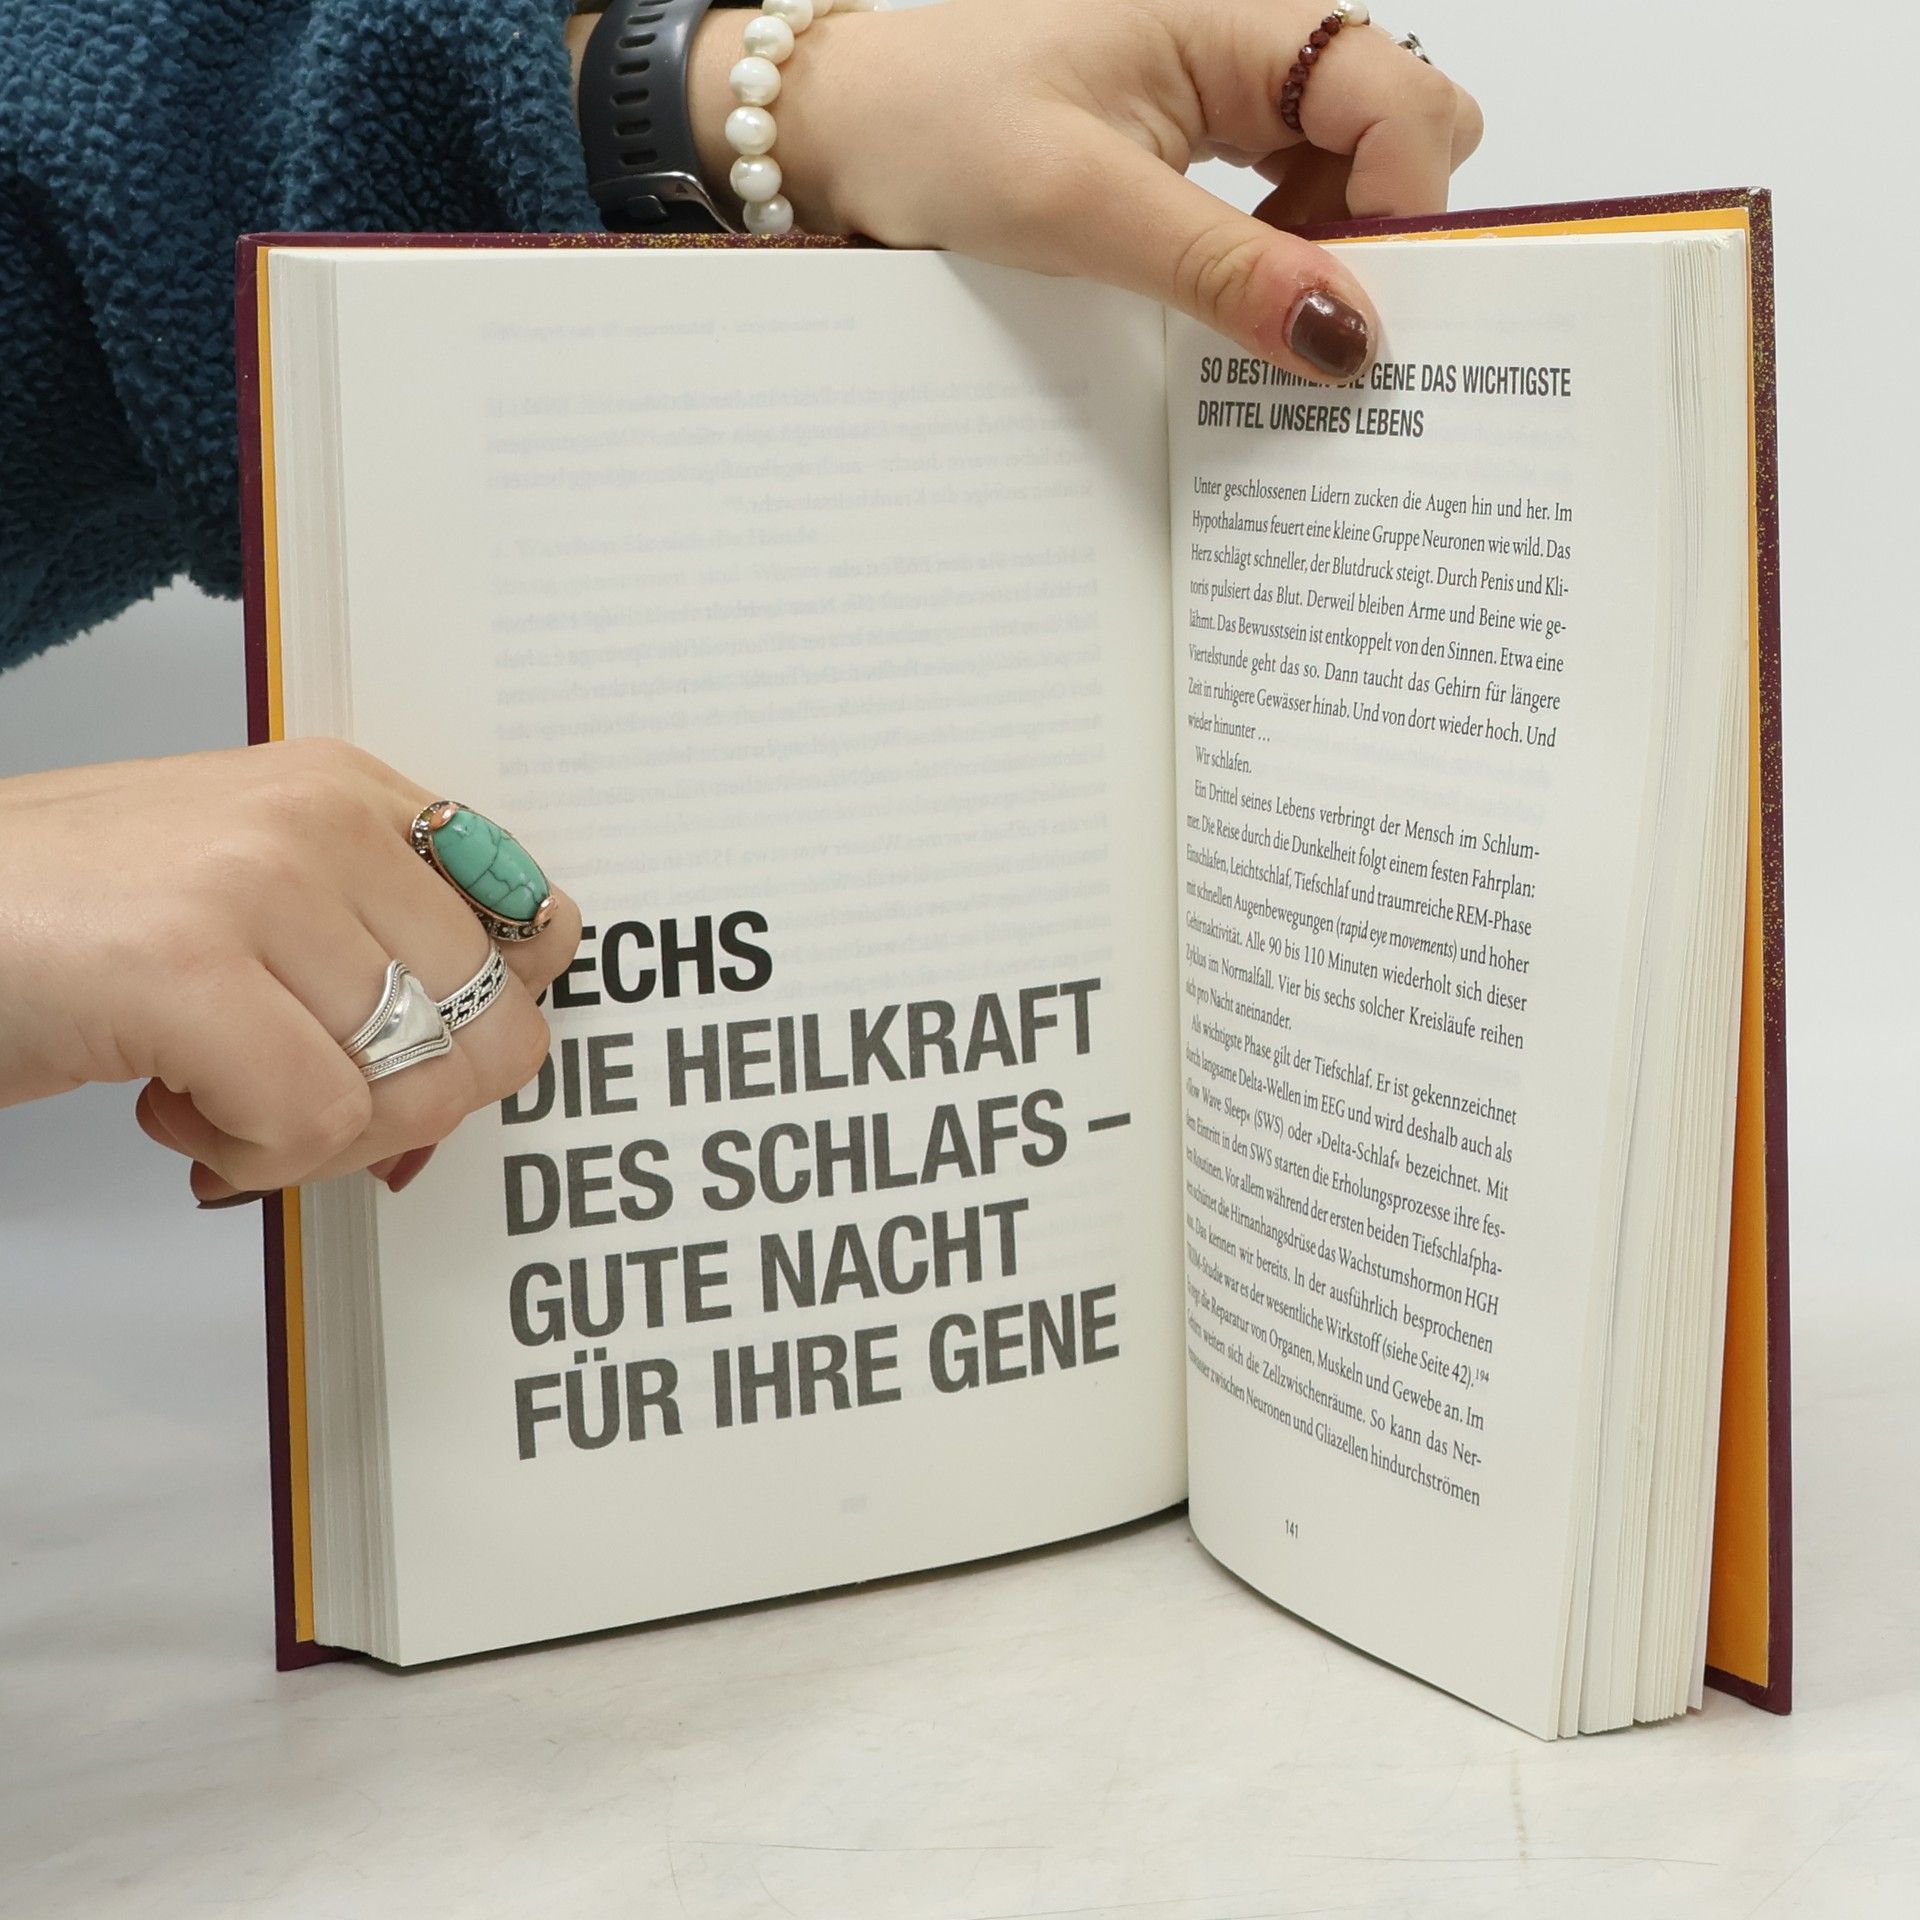 ECHS
DIE HEILKRAFT
DES SCHLAFS –
GUTE NACHT
FÜR IHRE GENE
SO BESTIMMEN DIE GENE DAS WICHTIGSTE
DRITTEL UNSERES LEBENS
Unter geschlossenen Lidern zucken die Augen hin und her. Im
Hypothalamus feuert eine kleine Gruppe Neuronen wie wild. Das
Herz schlägt schneller, der Blutdruck steigt. Durch Penis und Kli-
toris pulsiert das Blut. Derweil bleiben Arme und Beine wie ge-
lähmt. Das Bewusstsein ist entkoppelt von den Sinnen. Etwa eine
Viertelstunde geht das so. Dann taucht das Gehirn für längere
Zeit in ruhigere Gewässer hinab. Und von dort wieder hoch. Und
wieder hinunter …
Wir schlafen.
Ein Drittel seines Lebens verbringt der Mensch im Schlum-
mer. Die Reise durch die Dunkelheit folgt einem festen Fahrplan:
Einschlafen, Leichtschlaf, Tiefschlaf und traumreiche REM-Phase
mit schnellen Augenbewegungen (rapid eye movements) und hoher
Gehirnaktivität. Alle 90 bis 110 Minuten wiederholt sich dieser
Zyklus im Normalfall. Vier bis sechs solcher Kreisläufe reihen
sich pro Nacht aneinander.
Als wichtigste Phase gilt der Tiefschlaf. Er ist gekennzeichnet
durch langsame Delta-Wellen im EEG und wird deshalb auch als
»Slow Wave Sleep« (SWS) oder »Delta-Schlaf« bezeichnet. Mit
dem Eintritt in den SWS starten die Erholungsprozesse ihre fes-
ten Routinen. Vor allem während der ersten beiden Tiefschlafpha-
sen schüttet die Hirnanhangsdrüse das Wachstumshormon HGH
aus. Das kennen wir bereits. In der ausführlich besprochenen
TRIIM-Studie war es der wesentliche Wirkstoff (siehe Seite 42).194
die Reparatur von Organen, Muskeln und Gewebe an. Im
Gehirn weiten sich die Zellzwischenräume. So kann das Ner-
zwischen Neuronen und Gliazellen hindurchströmen
141